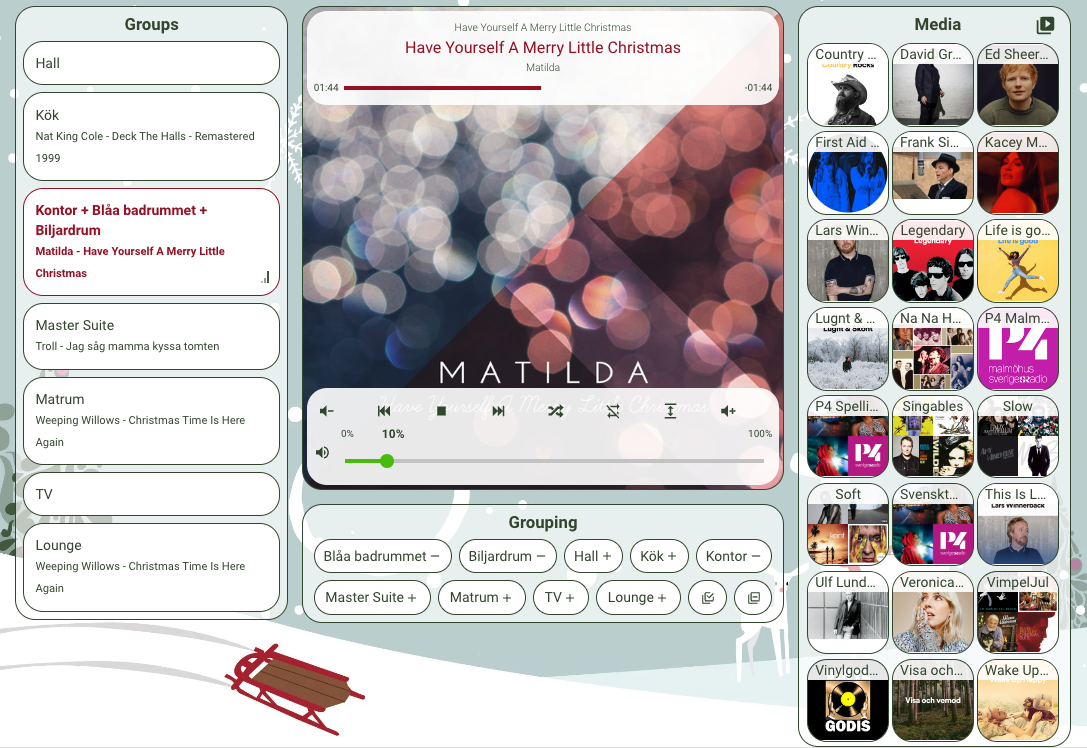 Groups
Hall
Kök
Nat King Cole - Deck The Halls - Remastered
1999
Kontor + Blåa badrummet +
Biljardrum
Matilda - Have Yourself A Merry Little
Christmas
Master Suite
Troll - Jag såg mamma kyssa tomten
Matrum
Weeping Willows - Christmas Time Is Here
Again
TV
Lounge
Weeping Willows - Christmas Time Is Here
Again
Have Yourself A Merry Little Christmas
Have Yourself A Merry Little Christmas
Matilda
01:44
-01:44
MATILDA
Have Yourself A Merry Little Christmas
0%
10%
100%
Grouping
Blåa badrummet –
Biljardrum –
Hall +
Kök +
Kontor –
Master Suite +
Matrum +
TV +
Lounge +
Media
Country ...
David Gr...
Ed Sheer...
First Aid ...
Frank Si...
Kacey M...
Lars Win...
Legendary
Legendary
Life is go...
Life is good
Lugnt & ...
Lugnt & Skönt
Na Na H...
P4 Malm...
P4
malmöhus
sverigesradio
P4 Spelli...
P4
Singables
Slow
Soft
Svenskt...
P4
This Is L...
Lars Winnerback
Ulf Lund...
Veronica...
VimpelJul
Vinylgod...
GODIS
Visa och...
Visa och vemod
Wake Up...